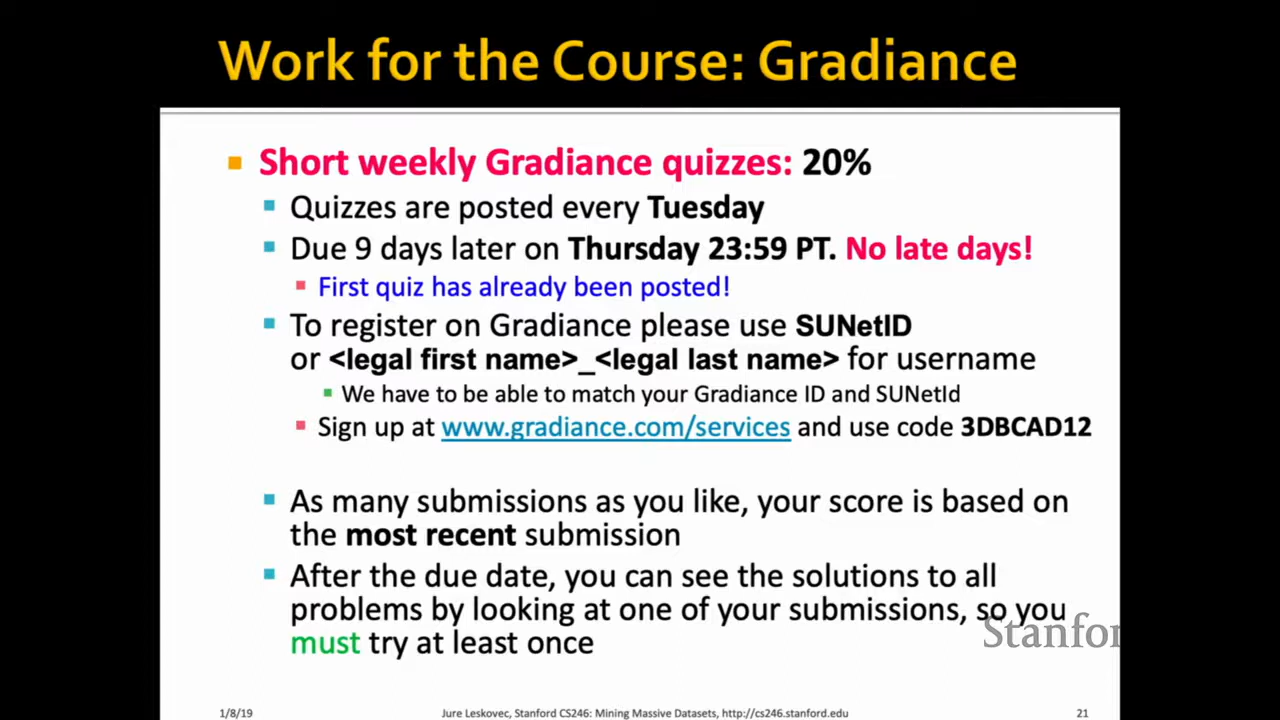 Work for the Course: Gradiance
Short weekly Gradiance quizzes: 20%
Quizzes are posted every Tuesday
Due 9 days later on Thursday 23:59 PT. No late days!
First quiz has already been posted!
To register on Gradiance please use SUNetID
or <legal first name>_<legal last name> for username
We have to be able to match your Gradiance ID and SUNetId
Sign up at www.gradiance.com/services and use code 3DBCAD12
As many submissions as you like, your score is based on
the most recent submission
After the due date, you can see the solutions to all
problems by looking at one of your submissions, so you
must try at least once
Stanfor
1/8/19
Jure Leskovec, Stanford CS246: Mining Massive Datasets, http://cs246.stanford.edu
21